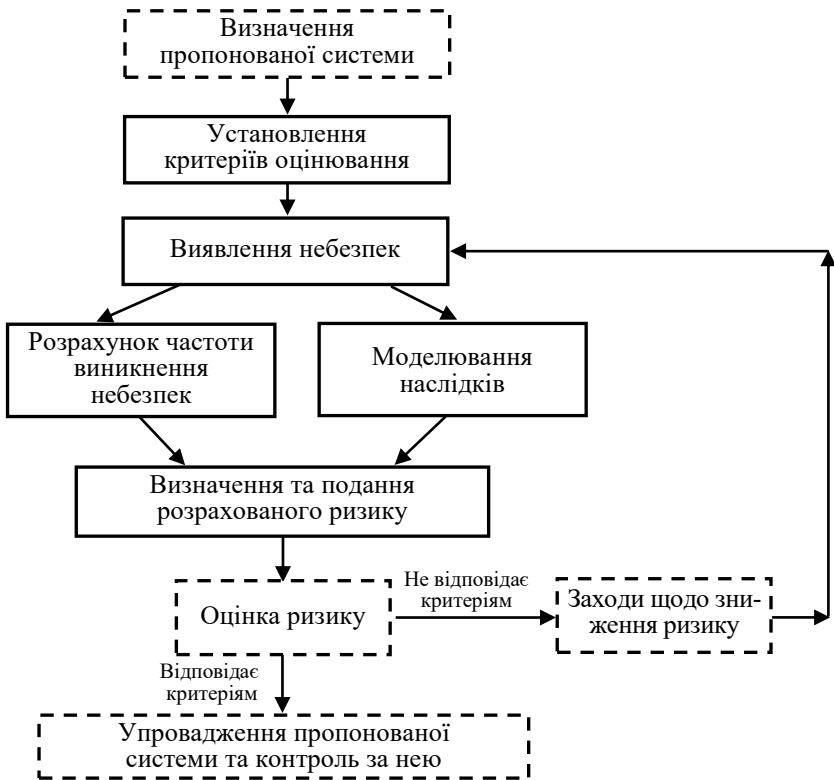 Визначення
пропонованої системи
Установлення
критеріїв оцінювання
Виявлення небезпек
Розрахунок частоти
виникнення
небезпек
Моделювання
наслідків
Визначення та подання
розрахованого ризику
Оцінка ризику
Не відповідає
критеріям
Заходи щодо зни-
ження ризику
Відповідає
критеріям
Упровадження пропонованої
системи та контроль за нею